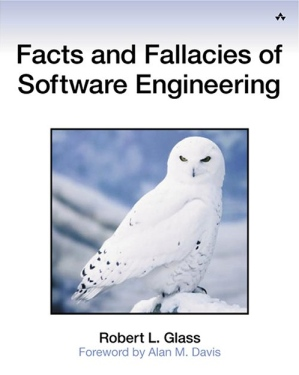 Facts and Fallacies of
Software Engineering
Robert L. Glass
Foreword by Alan M. Davis